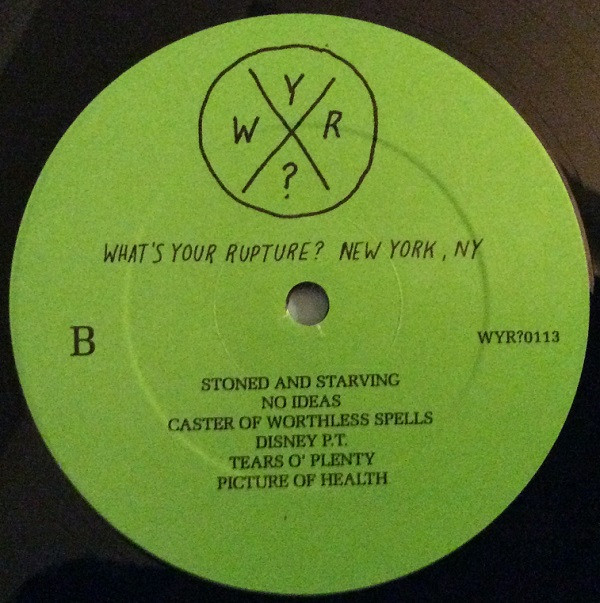 Y
W R
?
WHAT'S YOUR RUPTURE? NEW YORK, NY
B
WYR?0113
STONED AND STARVING
NO IDEAS
CASTER OF WORTHLESS SPELLS
DISNEY P.T.
TEARS O' PLENTY
PICTURE OF HEALTH